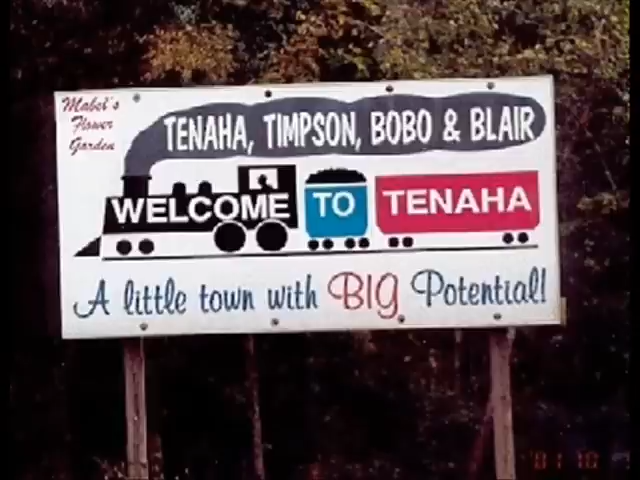 Mabel's
Flower
Garden
TENAHA, TIMPSON, BOBO & BLAIR
WELCOME TO TENAHA
A little town with BIG Potential!